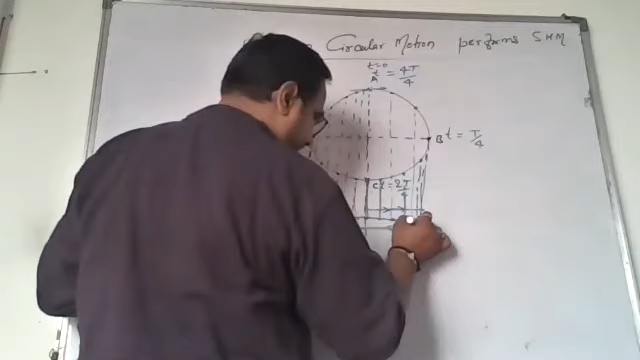 Circular Motion performs SHM
t=0
A t = 4T/4
B t = T/4
C t = 2T/4